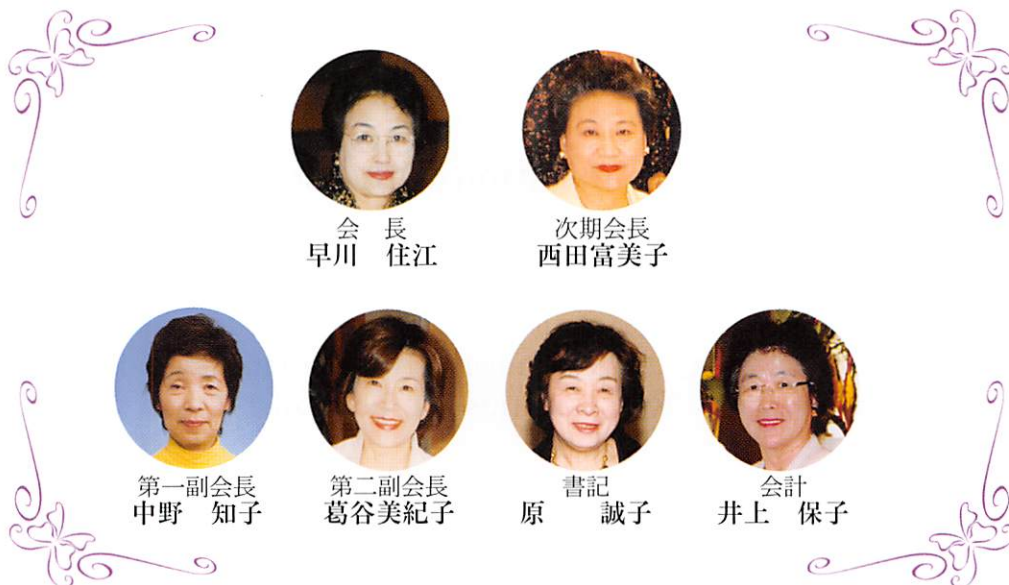 会　長
早川　住江
次期会長
西田富美子
第一副会長
中野　知子
第二副会長
葛谷美紀子
書記
原　　誠子
会計
井上　保子